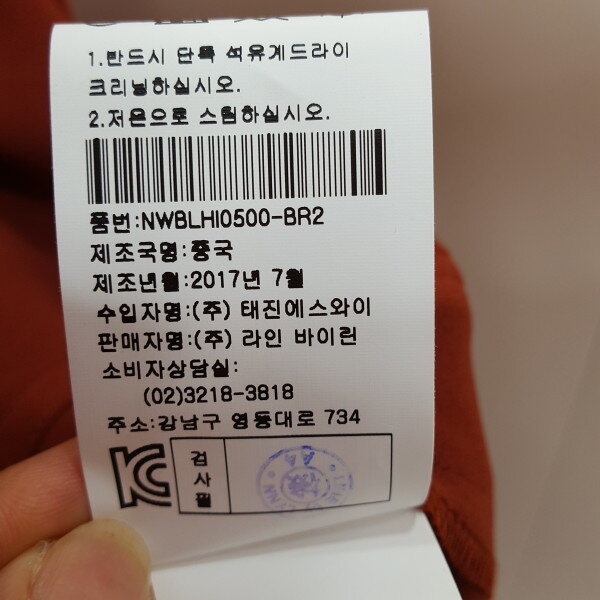 1.반드시 단독 석유계드라이
크리닝하십시오.
2.저온으로 스팀하십시오.
품번:NWBLHI0500-BR2
제조국명:중국
제조년월:2017년 7월
수입자명:(주) 태진에스와이
판매자명:(주) 라인 바이린
소비자상담실:
(02)3218-3818
주소:강남구 영동대로 734
검사필